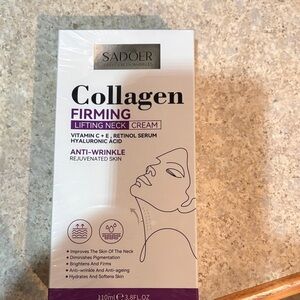 SADOER
Collagen
FIRMING
LIFTING NECK CREAM
VITAMIN C + E , RETINOL SERUM
HYALURONIC ACID
ANTI-WRINKLE
REJUVENATED SKIN
Improves The Skin Of The Neck
Diminishes Pigmentation
Brightens And Firms
Anti-wrinkle And Anti-ageing
Hydrates And Softens Skin
110ml ℮ 3.8FL.OZ